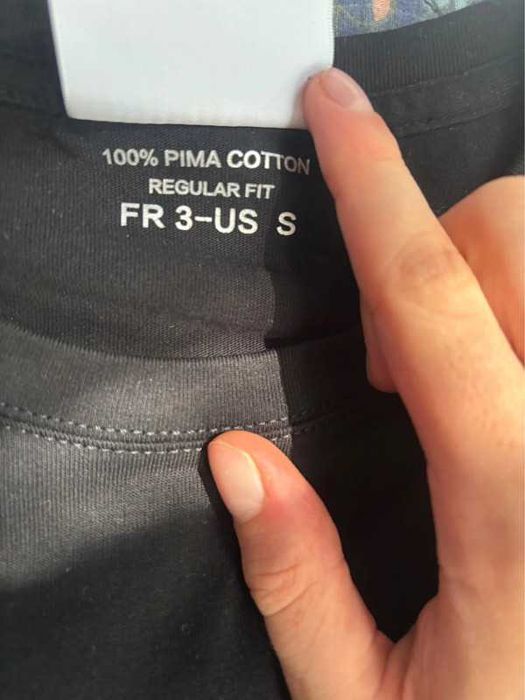 100% PIMA COTTON
REGULAR FIT
FR 3-US S